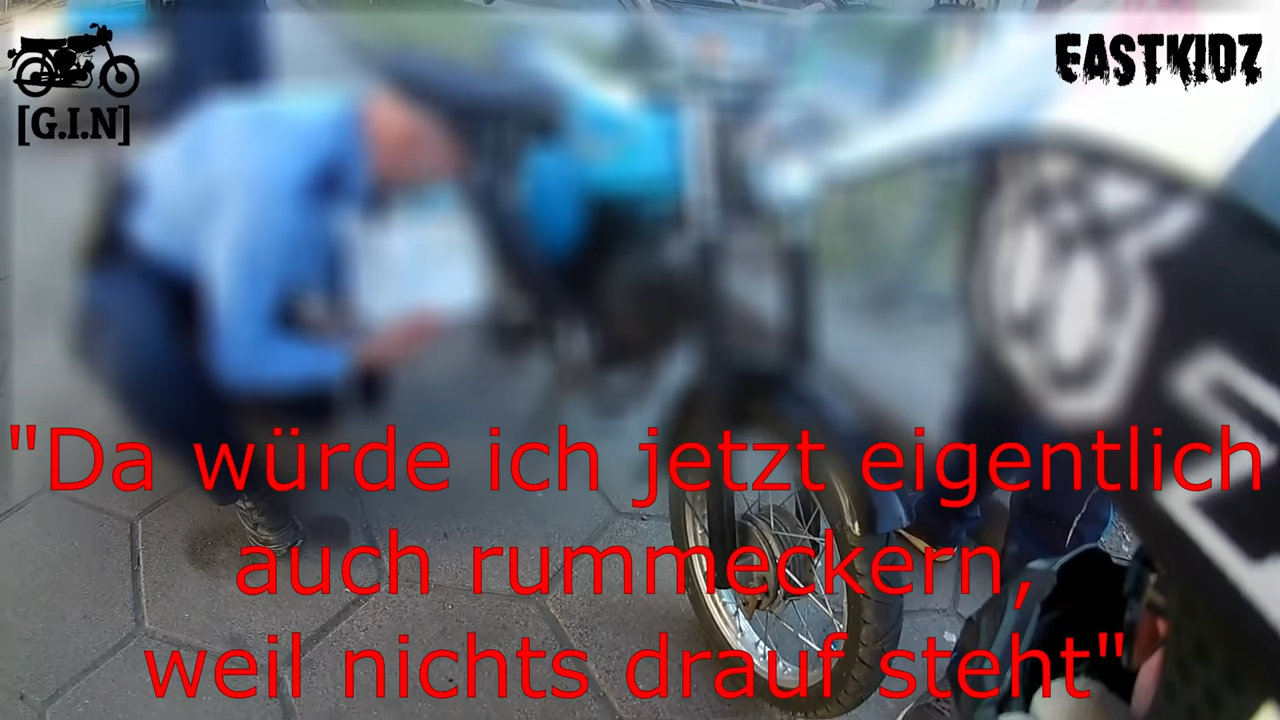 EASTKIDZ
[G.I.N]
"Da würde ich jetzt eigentlich
auch rummeckern,
weil nichts drauf steht"